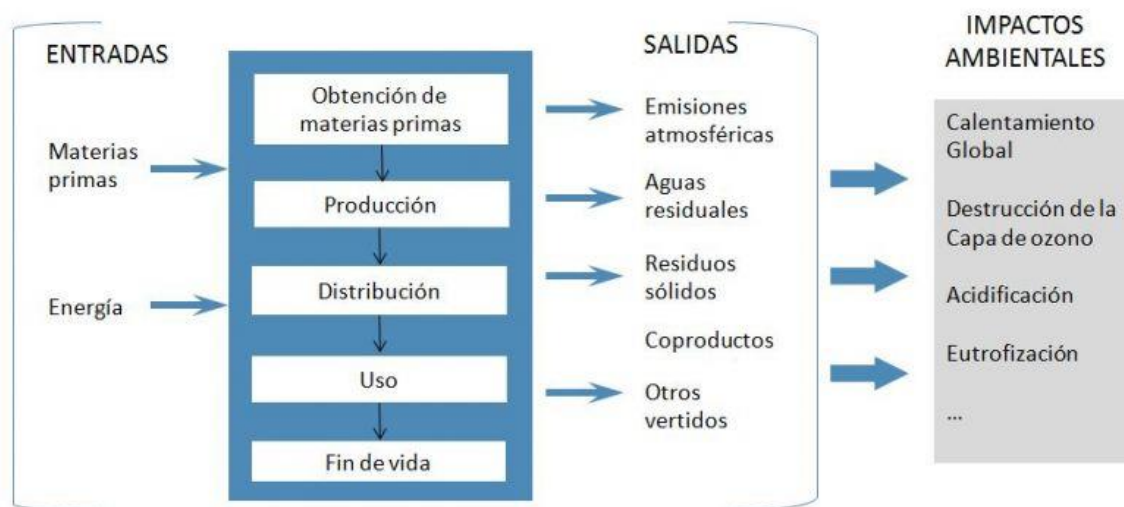 ENTRADAS
Materias
primas
Energía
Obtención de
materias primas
Producción
Distribución
Uso
Fin de vida
SALIDAS
Emisiones
atmosféricas
Aguas
residuales
Residuos
sólidos
Coproductos
Otros
vertidos
IMPACTOS
AMBIENTALES
Calentamiento
Global
Destrucción de la
Capa de ozono
Acidificación
Eutrofización
...